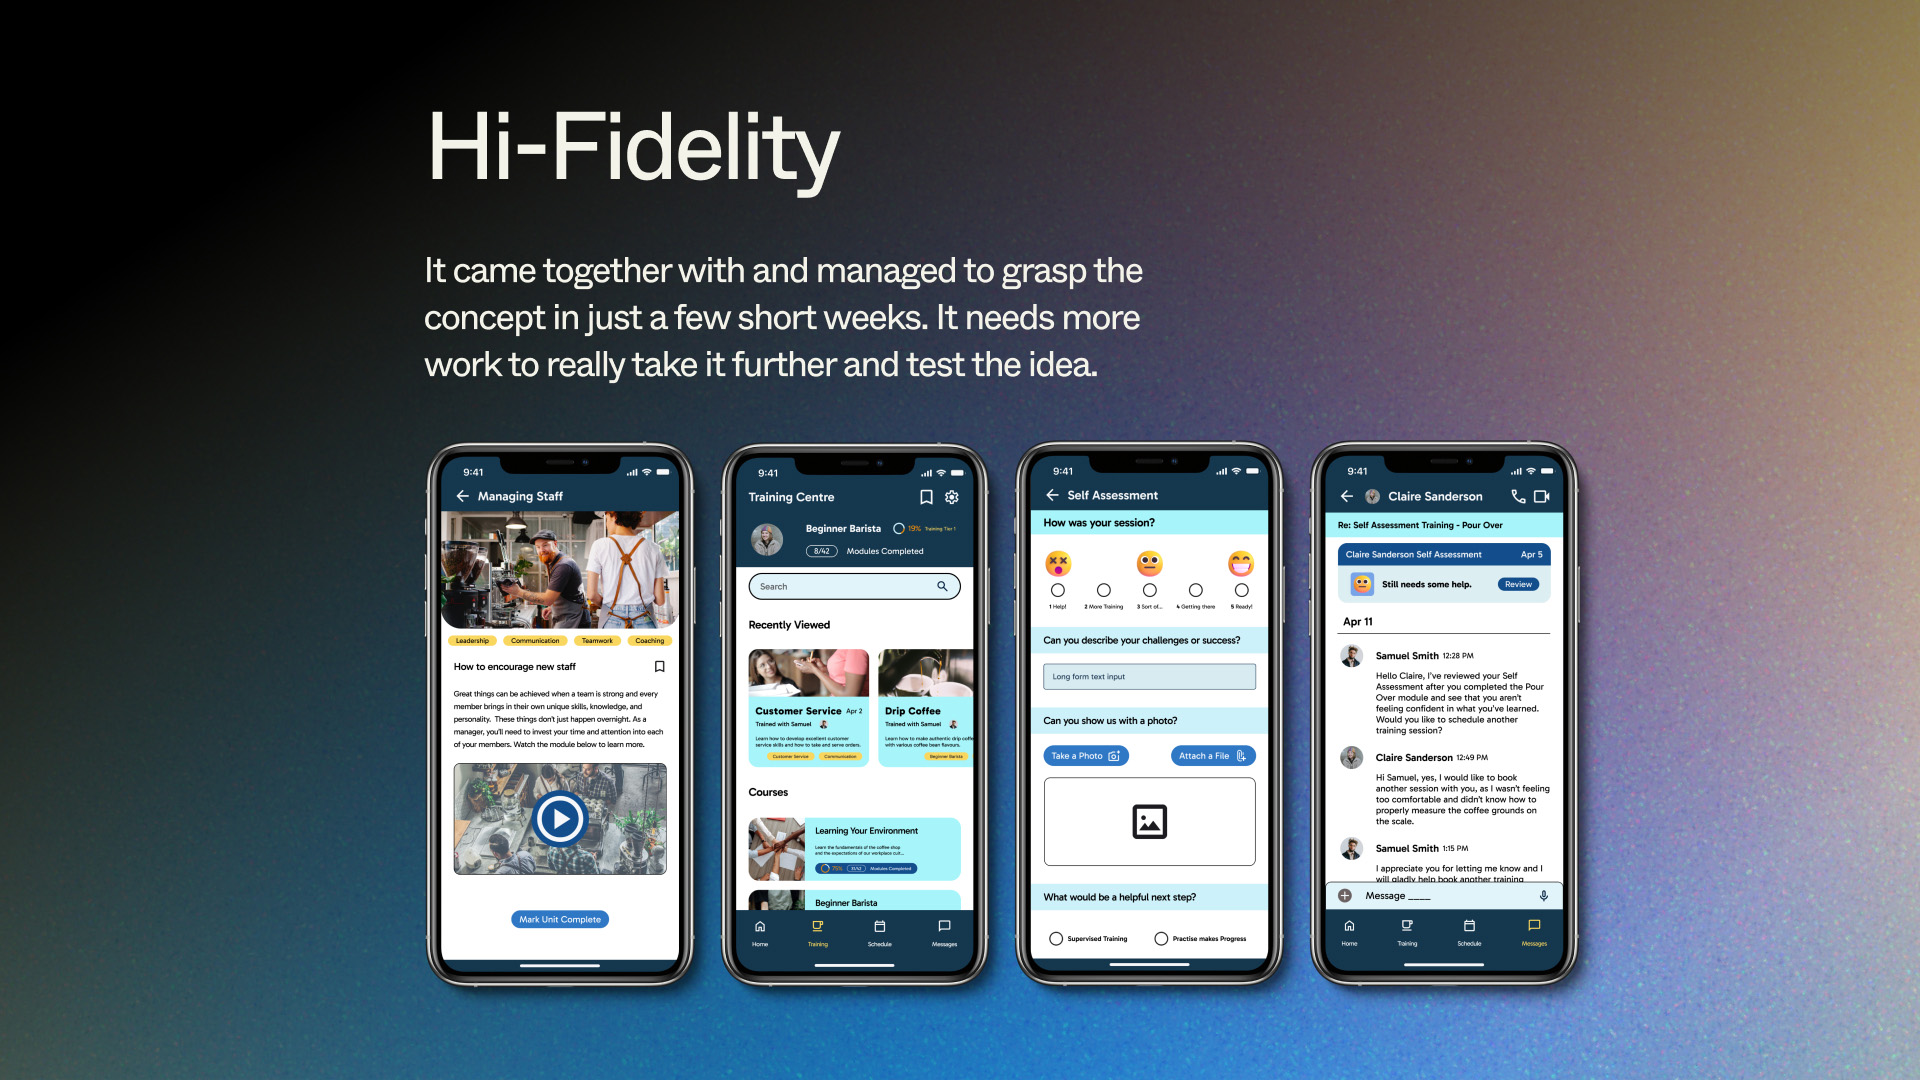 Hi-Fidelity
It came together with and managed to grasp the
concept in just a few short weeks. It needs more
work to really take it further and test the idea.
9:41
Managing Staff
Leadership
Communication
Teamwork
Coaching
How to encourage new staff
Great things can be achieved when a team is strong and every
member brings in their own unique skills, knowledge, and
personality. These things don't just happen overnight. As a
manager, you'll need to invest your time and attention into each
of your members. Watch the module below to learn more.
Mark Unit Complete
9:41
Training Centre
Beginner Barista
19%
Training Tier 1
8/42
Modules Completed
Search
Recently Viewed
Customer Service
Apr 2
Trained with Samuel
Learn how to develop excellent customer
service skills and how to take and serve orders.
Customer Service
Communication
Drip Coffee
Trained with Samuel
Learn how to make authentic drip coffe
with various coffee bean flavours.
Beginner Barista
Courses
Learning Your Environment
Learn the fundamentals of the coffee shop
and the expectations of our workplace cult...
75%
31/42
Modules Completed
Beginner Barista
Home
Training
Schedule
Messages
9:41
Self Assessment
How was your session?
1 Help!
2 More Training
3 Sort of...
4 Getting there
5 Ready!
Can you describe your challenges or success?
Long form text input
Can you show us with a photo?
Take a Photo
Attach a File
What would be a helpful next step?
Supervised Training
Practise makes Progress
9:41
Claire Sanderson
Re: Self Assessment Training - Pour Over
Claire Sanderson Self Assessment
Apr 5
Still needs some help.
Review
Apr 11
Samuel Smith 12:28 PM
Hello Claire, I've reviewed your Self
Assessment after you completed the Pour
Over module and see that you aren't
feeling confident in what you've learned.
Would you like to schedule another
training session?
Claire Sanderson 12:49 PM
Hi Samuel, yes, I would like to book
another session with you, as I wasn't feeling
too comfortable and didn't know how to
properly measure the coffee grounds on
the scale.
Samuel Smith 1:15 PM
I appreciate you for letting me know and I
will gladly help book another training
Message ____
Home
Training
Schedule
Messages